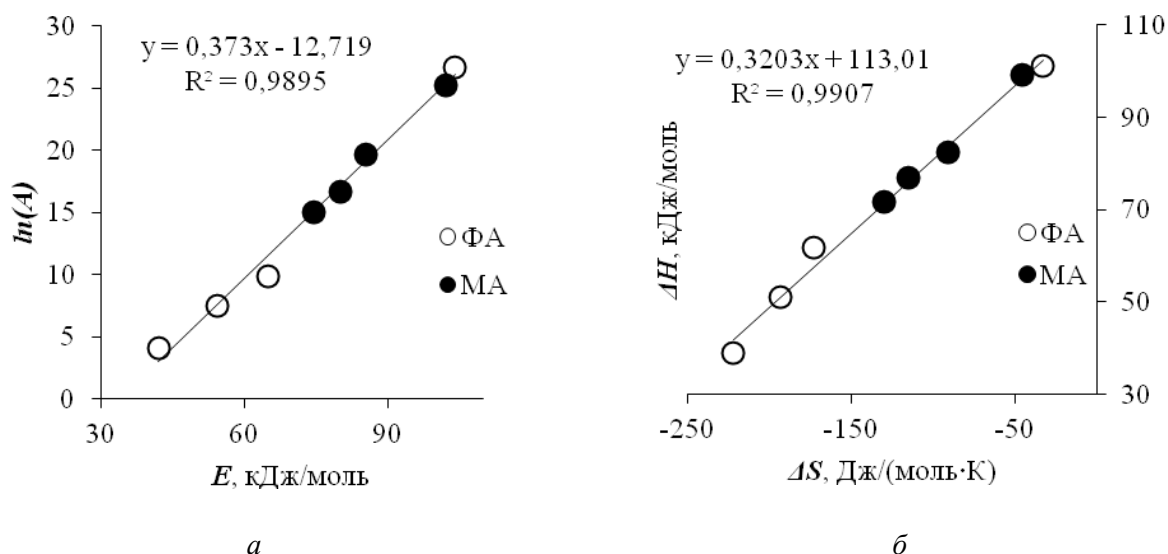 30
25
20
15
10
5
0
ln(A)
y = 0,373x - 12,719
R² = 0,9895
ФА
МА
30
60
90
E, кДж/моль
а
y = 0,3203x + 113,01
R² = 0,9907
110
90
70
50
30
ΔH, кДж/моль
ФА
МА
-250
-150
-50
ΔS, Дж/(моль·К)
б